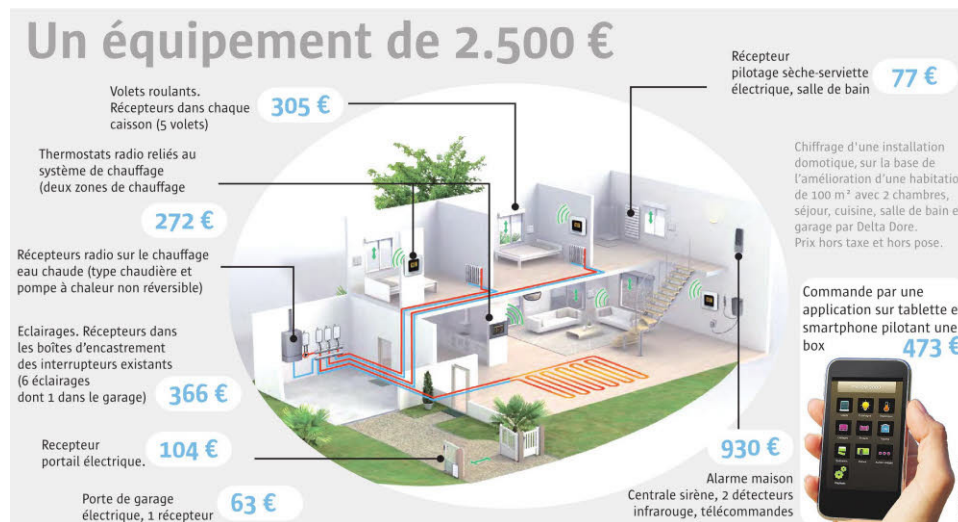 Un équipement de 2.500 €
Volets roulants.
Récepteurs dans chaque
caisson (5 volets)
305 €
Récepteur
pilotage sèche-serviette
électrique, salle de bain
77 €
Thermostats radio reliés au
système de chauffage
(deux zones de chauffage
272 €
Récepteurs radio sur le chauffage
eau chaude (type chaudière et
pompe à chaleur non réversible)
Eclairages. Récepteurs dans
les boîtes d'encastrement
des interrupteurs existants
(6 éclairages
dont 1 dans le garage)
366 €
Recepteur
portail électrique.
104 €
Porte de garage
électrique, 1 récepteur
63 €
Chiffrage d'une installation
domotique, sur la base de
l'amélioration d'une habitatio
de 100 m² avec 2 chambres,
séjour, cuisine, salle de bain e
garage par Delta Dore.
Prix hors taxe et hors pose.
Commande par une
application sur tablette e
smartphone pilotant une
box
473 €
930 €
Alarme maison
Centrale sirène, 2 détecteurs
infrarouge, télécommandes